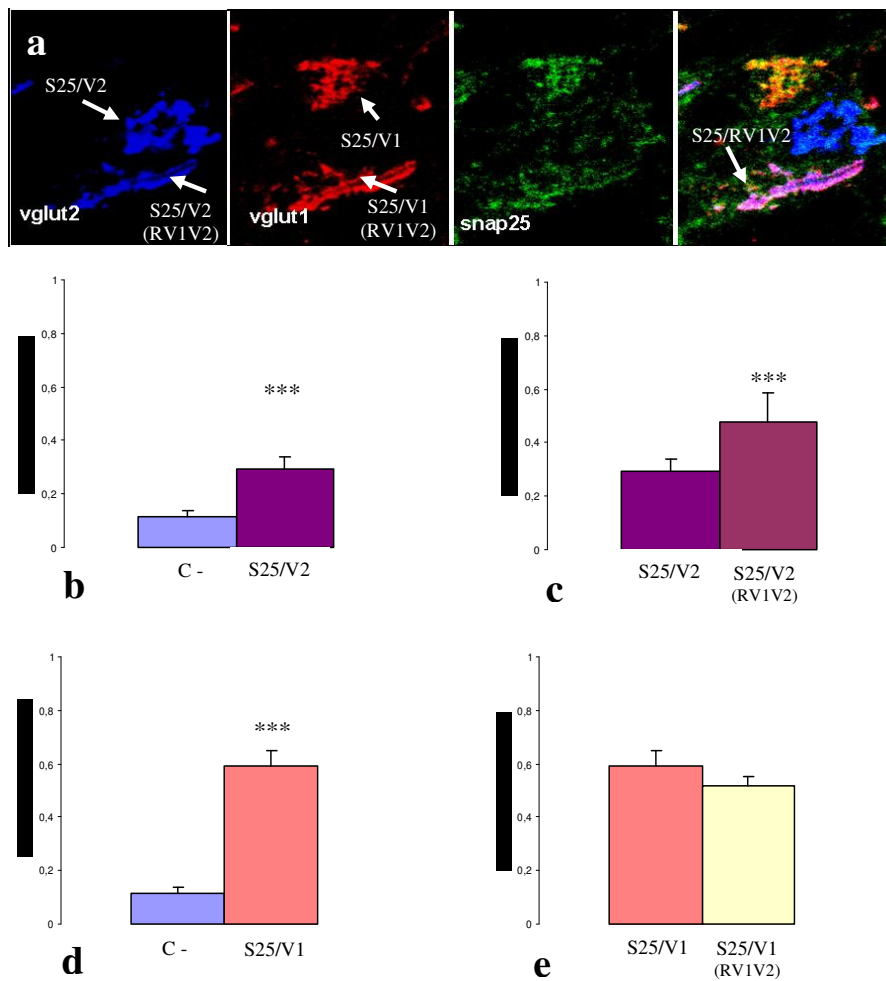 a
S25/V2
S25/V2
(RV1V2)
vglut2
S25/V1
S25/V1
(RV1V2)
vglut1
snap25
S25/RV1V2
1
0,8
0,6
0,4
0,2
0
***
C -
S25/V2
b
1
0,8
0,6
0,4
0,2
0
***
S25/V2
S25/V2
(RV1V2)
c
1
0,8
0,6
0,4
0,2
0
***
C -
S25/V1
d
1
0,8
0,6
0,4
0,2
0
S25/V1
S25/V1
(RV1V2)
e